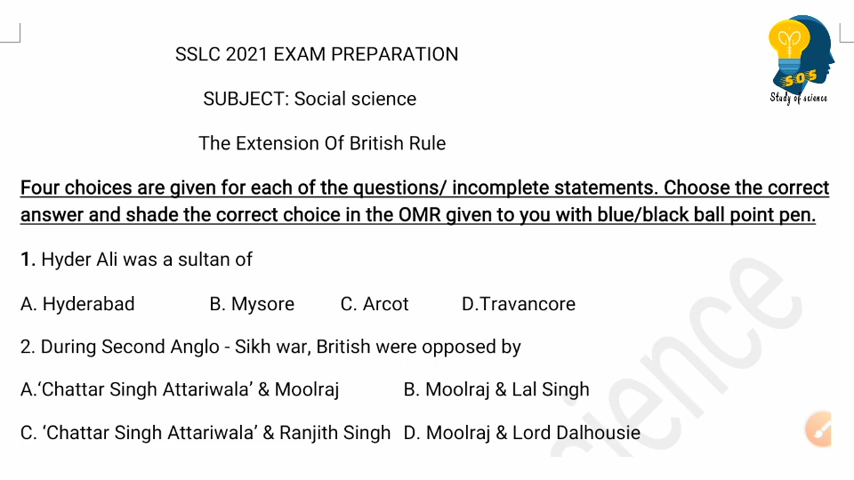 SSLC 2021 EXAM PREPARATION
SUBJECT: Social science
The Extension Of British Rule
Four choices are given for each of the questions/ incomplete statements. Choose the correct
answer and shade the correct choice in the OMR given to you with blue/black ball point pen.
1. Hyder Ali was a sultan of
A. Hyderabad B. Mysore C. Arcot D.Travancore
2. During Second Anglo - Sikh war, British were opposed by
A.‘Chattar Singh Attariwala’ & Moolraj B. Moolraj & Lal Singh
C. ‘Chattar Singh Attariwala’ & Ranjith Singh D. Moolraj & Lord Dalhousie
SOS
Study of science
cience